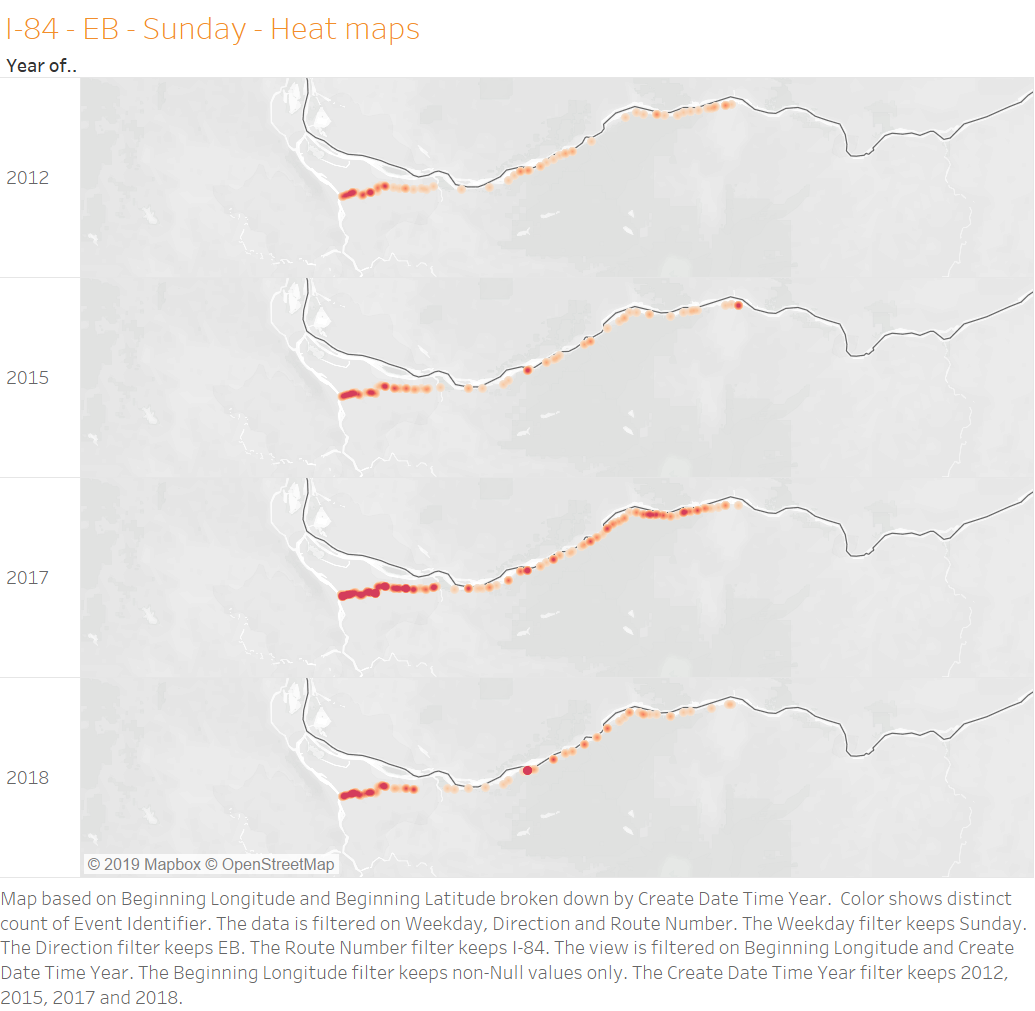 I-84 - EB - Sunday - Heat maps
Year of..
2012
2015
2017
2018
© 2019 Mapbox © OpenStreetMap
Map based on Beginning Longitude and Beginning Latitude broken down by Create Date Time Year.  Color shows distinct
count of Event Identifier. The data is filtered on Weekday, Direction and Route Number. The Weekday filter keeps Sunday.
The Direction filter keeps EB. The Route Number filter keeps I-84. The view is filtered on Beginning Longitude and Create
Date Time Year. The Beginning Longitude filter keeps non-Null values only. The Create Date Time Year filter keeps 2012,
2015, 2017 and 2018.